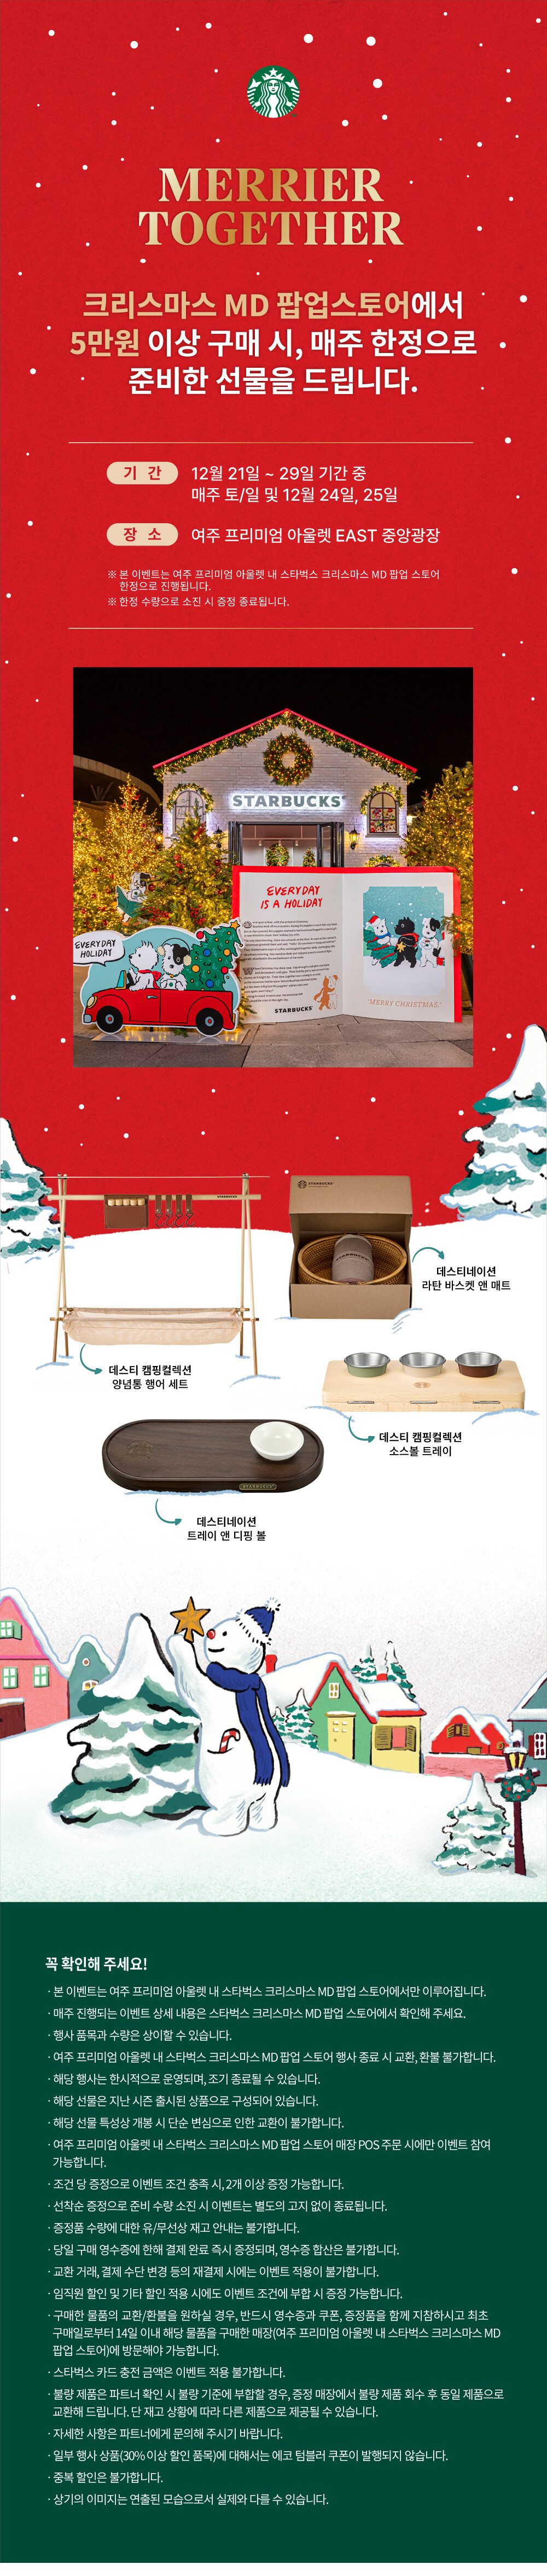 MERRIER
TOGETHER
크리스마스 MD 팝업스토어에서
5만원 이상 구매 시, 매주 한정으로
준비한 선물을 드립니다.
기 간
12월 21일 ~ 29일 기간 중
매주 토/일 및 12월 24일, 25일
장 소
여주 프리미엄 아울렛 EAST 중앙광장
※ 본 이벤트는 여주 프리미엄 아울렛 내 스타벅스 크리스마스 MD 팝업 스토어
한정으로 진행됩니다.
※ 한정 수량으로 소진 시 증정 종료됩니다.
STARBUCKS
EVERYDAY
IS A HOLIDAY
EVERYDAY
HOLIDAY
"MERRY CHRISTMAS."
STARBUCKS
STARBUCKS
STARBUCKS
STARBUCKS
데스티네이션
라탄 바스켓 앤 매트
데스티 캠핑컬렉션
양념통 행어 세트
데스티 캠핑컬렉션
소스볼 트레이
STARBUCKS
데스티네이션
트레이 앤 디핑 볼
꼭 확인해 주세요!
· 본 이벤트는 여주 프리미엄 아울렛 내 스타벅스 크리스마스 MD 팝업 스토어에서만 이루어집니다.
· 매주 진행되는 이벤트 상세 내용은 스타벅스 크리스마스 MD 팝업 스토어에서 확인해 주세요.
· 행사 품목과 수량은 상이할 수 있습니다.
· 여주 프리미엄 아울렛 내 스타벅스 크리스마스 MD 팝업 스토어 행사 종료 시 교환, 환불 불가합니다.
· 해당 행사는 한시적으로 운영되며, 조기 종료될 수 있습니다.
· 해당 선물은 지난 시즌 출시된 상품으로 구성되어 있습니다.
· 해당 선물 특성상 개봉 시 단순 변심으로 인한 교환이 불가합니다.
· 여주 프리미엄 아울렛 내 스타벅스 크리스마스 MD 팝업 스토어 매장 POS 주문 시에만 이벤트 참여
가능합니다.
· 조건 당 증정으로 이벤트 조건 충족 시, 2개 이상 증정 가능합니다.
· 선착순 증정으로 준비 수량 소진 시 이벤트는 별도의 고지 없이 종료됩니다.
· 증정품 수량에 대한 유/무선상 재고 안내는 불가합니다.
· 당일 구매 영수증에 한해 결제 완료 즉시 증정되며, 영수증 합산은 불가합니다.
· 교환 거래, 결제 수단 변경 등의 재결제 시에는 이벤트 적용이 불가합니다.
· 임직원 할인 및 기타 할인 적용 시에도 이벤트 조건에 부합 시 증정 가능합니다.
· 구매한 물품의 교환/환불을 원하실 경우, 반드시 영수증과 쿠폰, 증정품을 함께 지참하시고 최초
구매일로부터 14일 이내 해당 물품을 구매한 매장(여주 프리미엄 아울렛 내 스타벅스 크리스마스 MD
팝업 스토어)에 방문해야 가능합니다.
· 스타벅스 카드 충전 금액은 이벤트 적용 불가합니다.
· 불량 제품은 파트너 확인 시 불량 기준에 부합할 경우, 증정 매장에서 불량 제품 회수 후 동일 제품으로
교환해 드립니다. 단 재고 상황에 따라 다른 제품으로 제공될 수 있습니다.
· 자세한 사항은 파트너에게 문의해 주시기 바랍니다.
· 일부 행사 상품(30% 이상 할인 품목)에 대해서는 에코 텀블러 쿠폰이 발행되지 않습니다.
· 중복 할인은 불가합니다.
· 상기의 이미지는 연출된 모습으로서 실제와 다를 수 있습니다.